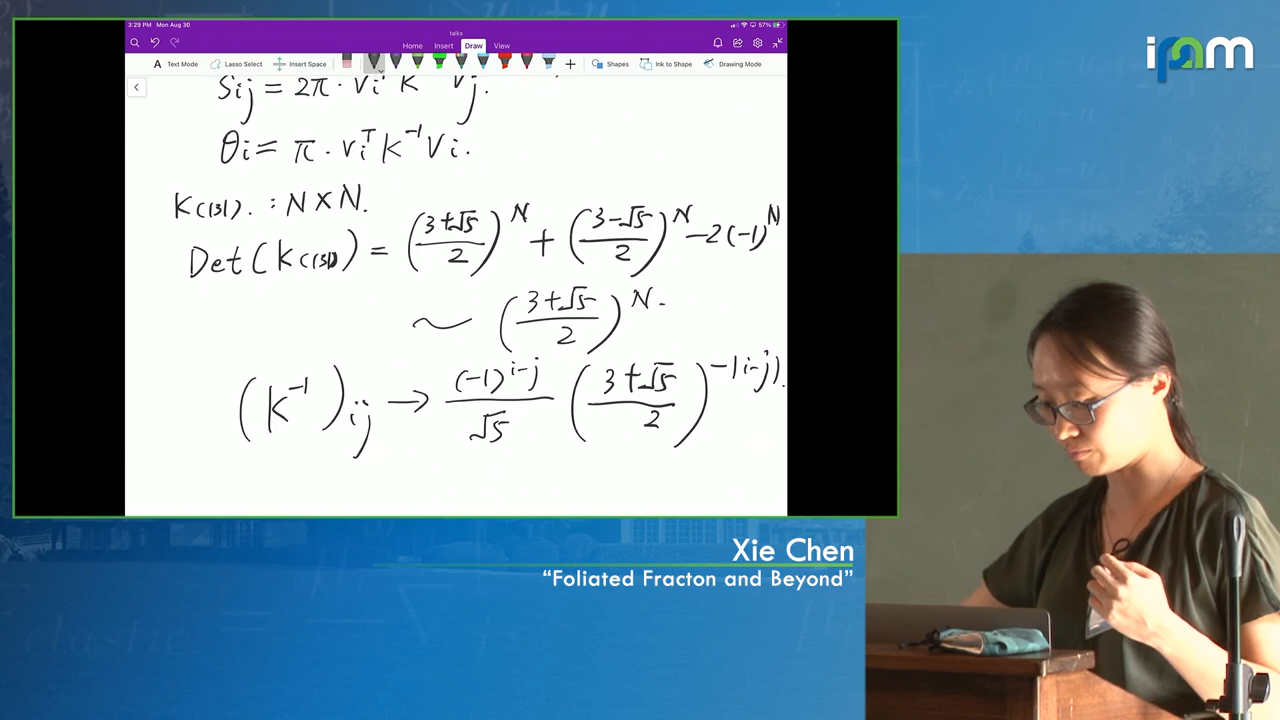 3:29 PM Mon Aug 30
57%
talks
Home Insert Draw View
Text Mode Lasso Select Insert Space Shapes Ink to Shape Drawing Mode
Sij = 2π · Vi^T K^-1 Vj.
θi = π · Vi^T K^-1 Vi.
K(131). : N × N.
Det(K(131)) = ((3+√5)/2)^N + ((3-√5)/2)^N - 2(-1)^N
~ ((3+√5)/2)^N.
(K^-1)ij → (-1)^i-j/√5 ((3+√5)/2)^-|i-j|.
ipam
Xie Chen
“Foliated Fracton and Beyond”